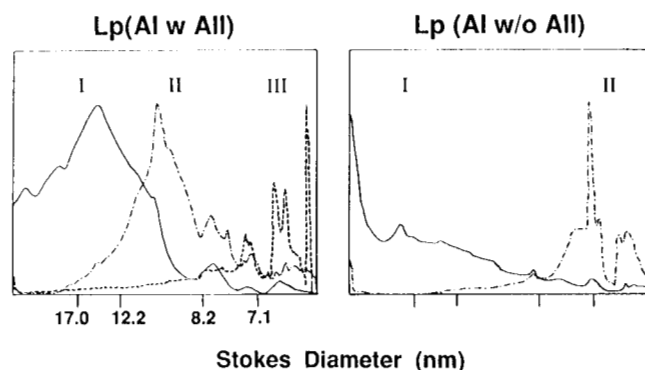 Lp(AI w AII)
Lp (AI w/o AII)
I II III
I II
17.0 12.2 8.2 7.1
Stokes Diameter (nm)